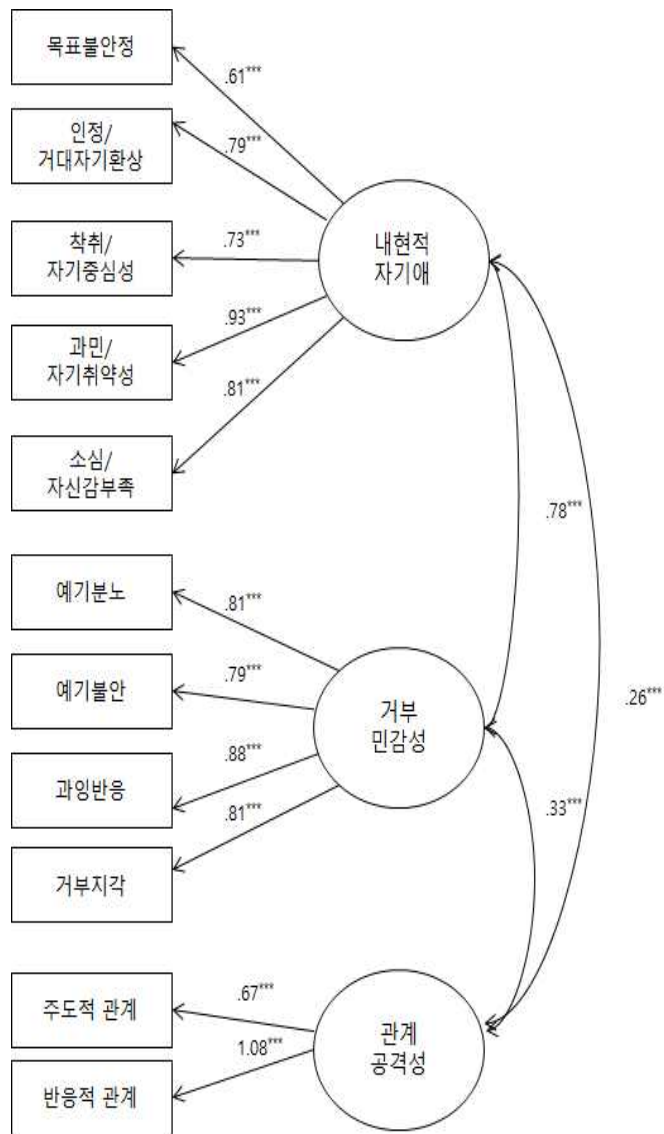 목표불안정
.61***
인정/
거대자기환상
.79***
내현적
자기애
착취/
자기중심성
.73***
과민/
자기취약성
.93***
소심/
자신감부족
.81***
.78***
예기분노
.81***
예기불안
.79***
거부
민감성
.26***
과잉반응
.88***
.33***
거부지각
.81***
주도적 관계
.67***
관계
공격성
반응적 관계
1.08***